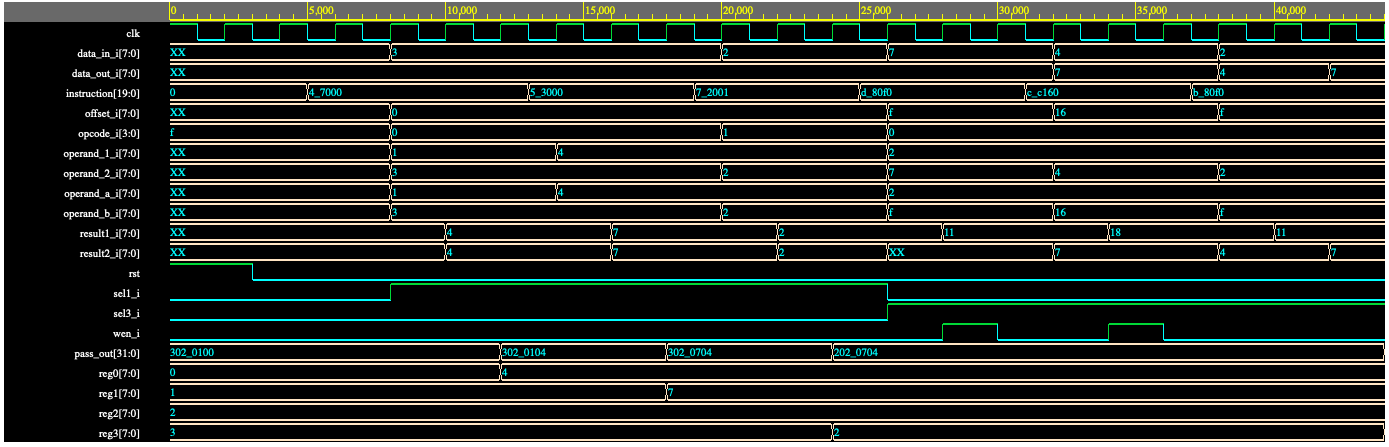 0 5,000 10,000 15,000 20,000 25,000 30,000 35,000 40,000
clk
data_in_i[7:0] XX 3 2 7 4 2
data_out_i[7:0] XX 7 4 7
instruction[19:0] 0 4_7000 5_3000 7_2001 d_80f0 c_c160 b_80f0
offset_i[7:0] XX 0 f 16 f
opcode_i[3:0] f 0 1 0
operand_1_i[7:0] XX 1 4 2
operand_2_i[7:0] XX 3 2 7 4 2
operand_a_i[7:0] XX 1 4 2
operand_b_i[7:0] XX 3 2 f 16 f
result1_i[7:0] XX 4 7 2 11 18 11
result2_i[7:0] XX 4 7 2 XX 7 4 7
rst
sel1_i
sel3_i
wen_i
pass_out[31:0] 302_0100 302_0104 302_0704 202_0704
reg0[7:0] 0 4
reg1[7:0] 1 7
reg2[7:0] 2
reg3[7:0] 3 2